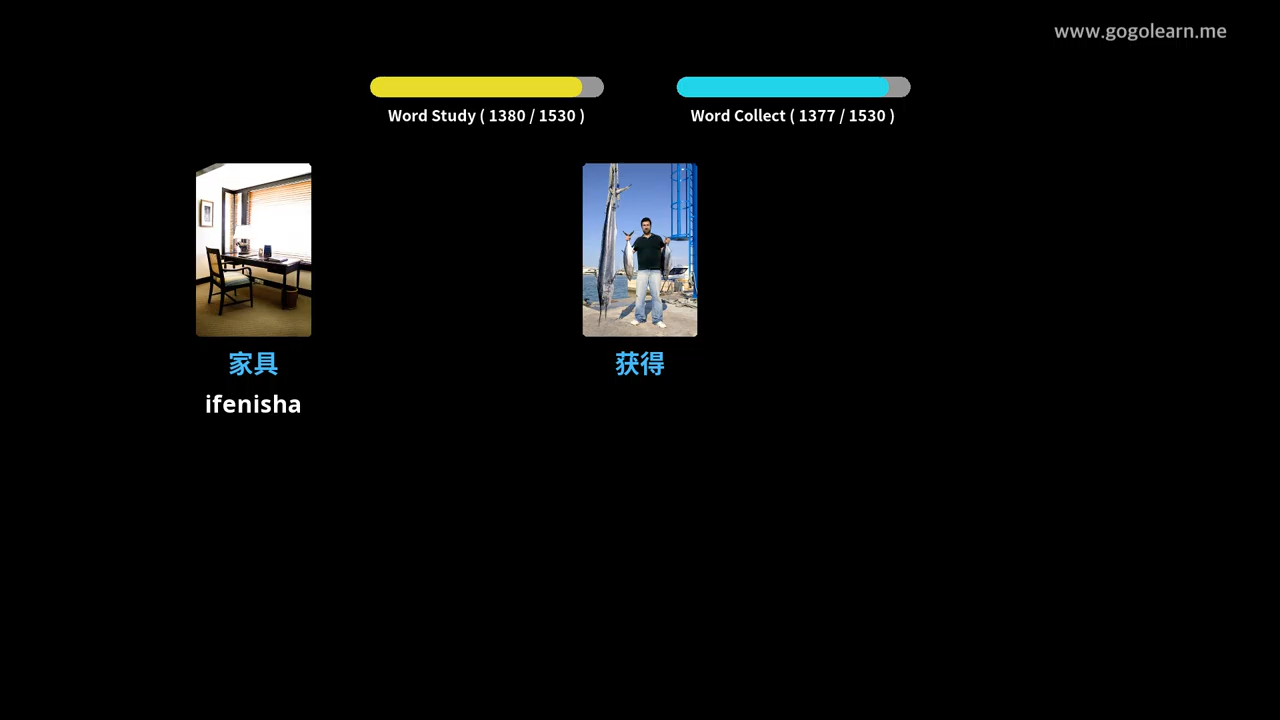 www.gogolearn.me
Word Study ( 1380 / 1530 )
Word Collect ( 1377 / 1530 )
家具
获得
ifenisha